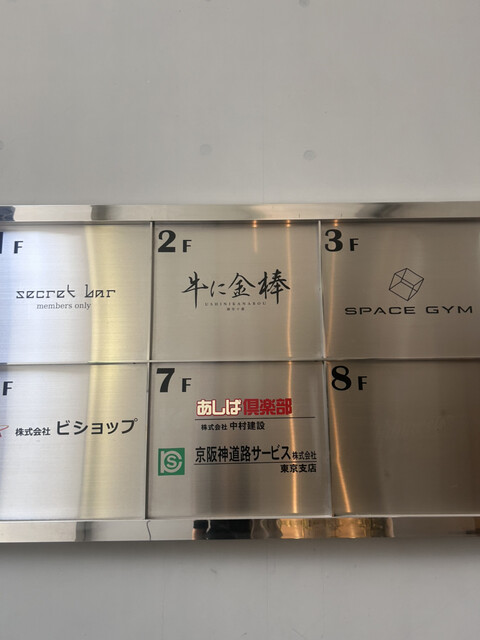 1F
secret bar
members only
2F
牛に金棒
USHINIKANABOU
3F
SPACE GYM
F
株式会社 ビショップ
7F
あしば倶楽部
株式会社 中村建設
京阪神道路サービス株式会社
東京支店
8F